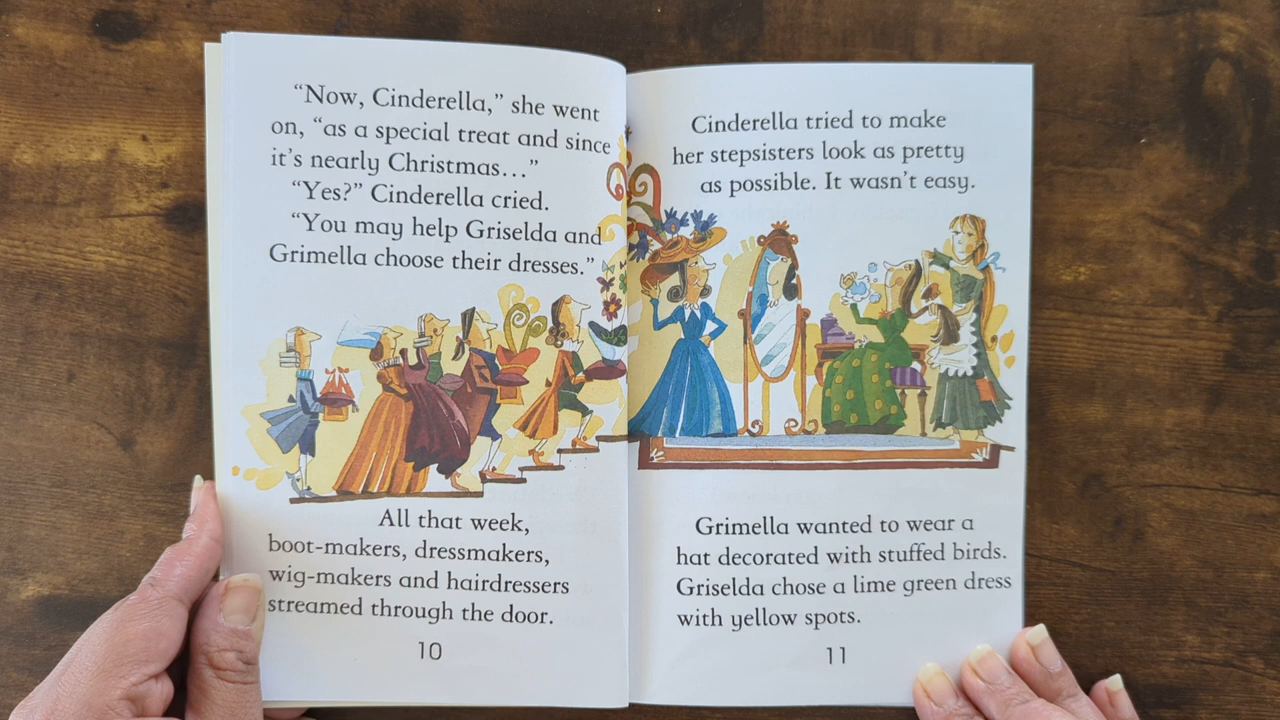 “Now, Cinderella,” she went
on, “as a special treat and since
it’s nearly Christmas…”
“Yes?” Cinderella cried.
“You may help Griselda and
Grimella choose their dresses.”
All that week,
boot-makers, dressmakers,
wig-makers and hairdressers
streamed through the door.
10
Cinderella tried to make
her stepsisters look as pretty
as possible. It wasn’t easy.
Grimella wanted to wear a
hat decorated with stuffed birds.
Griselda chose a lime green dress
with yellow spots.
11